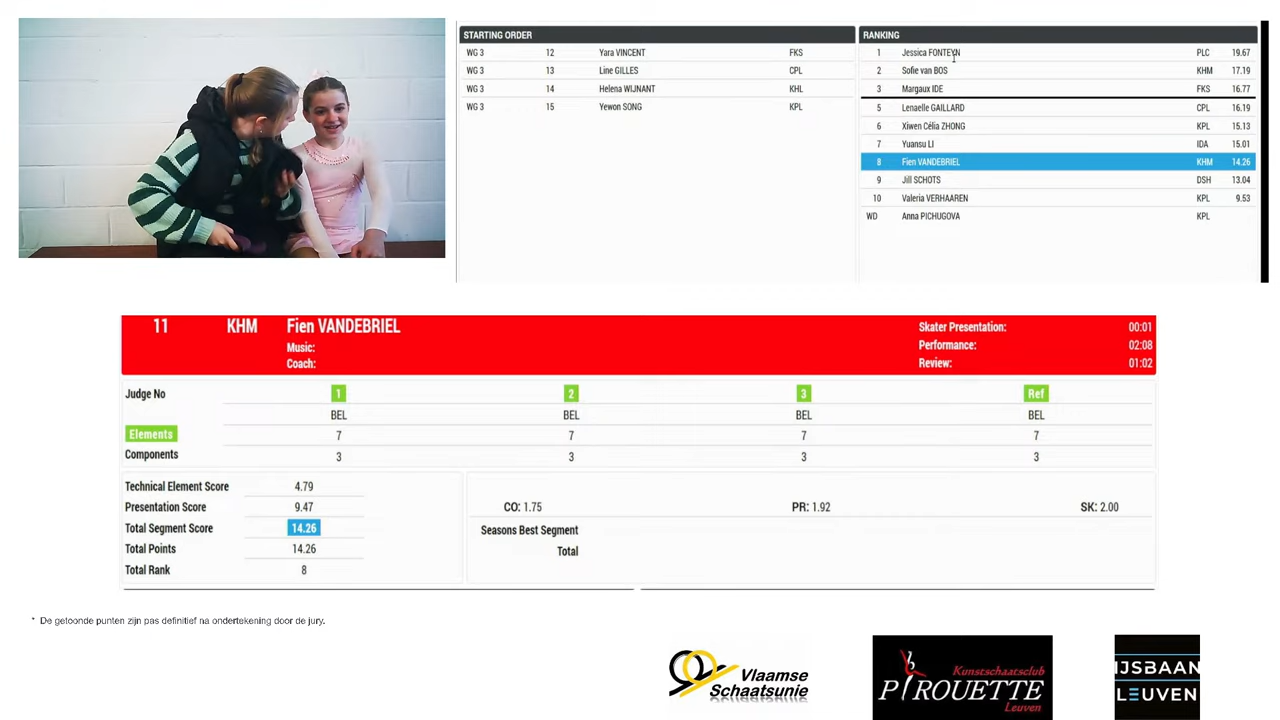 STARTING ORDER
WG 3 12 Yara VINCENT FKS
WG 3 13 Line GILLES CPL
WG 3 14 Helena WIJNANT KHL
WG 3 15 Yewon SONG KPL
RANKING
1 Jessica FONTEYN PLC 19.67
2 Sofie van BOS KHM 17.19
3 Margaux IDE FKS 16.77
5 Lenaelle GAILLARD CPL 16.19
6 Xiwen Célia ZHONG KPL 15.13
7 Yuansu LI IDA 15.01
8 Fien VANDEBRIEL KHM 14.26
9 Jill SCHOTS DSH 13.04
10 Valeria VERHAAREN KPL 9.53
WD Anna PICHUGOVA KPL
11 KHM Fien VANDEBRIEL
Music:
Coach:
Skater Presentation: 00:01
Performance: 02:08
Review: 01:02
Judge No 1 2 3 Ref
BEL BEL BEL BEL
Elements 7 7 7 7
Components 3 3 3 3
Technical Element Score 4.79
Presentation Score 9.47
Total Segment Score 14.26
Total Points 14.26
Total Rank 8
CO: 1.75 PR: 1.92 SK: 2.00
Seasons Best Segment
Total
* De getoonde punten zijn pas definitief na ondertekening door de jury.
Vlaamse
Schaatsunie
Kunstschaatsclub
PIROUETTE
Leuven
IJSBAAN
LEUVEN